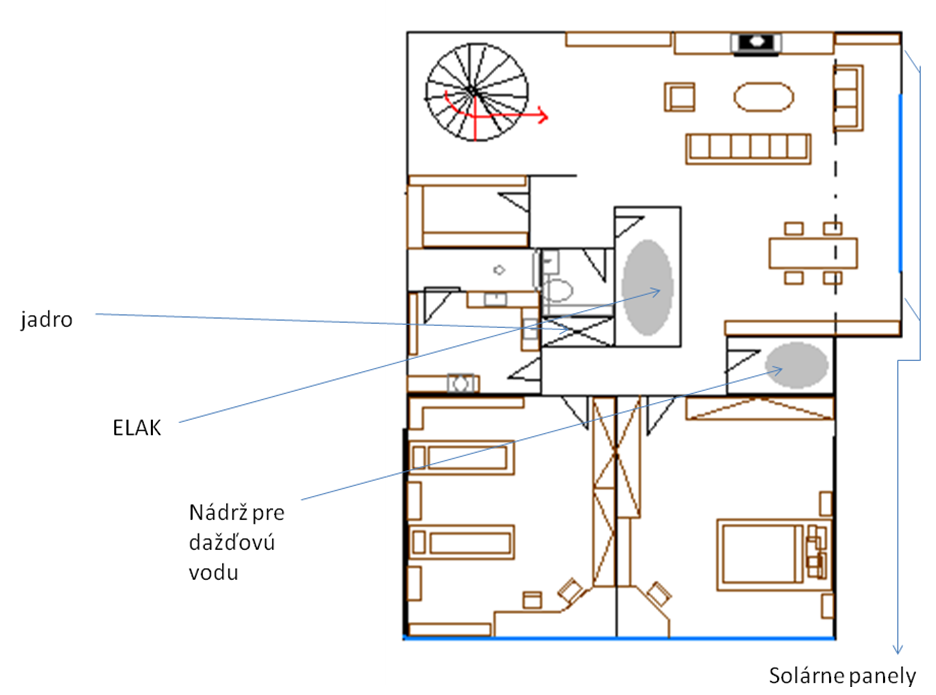 jadro
ELAK
Nádrž pre
dažďovú
vodu
Solárne panely